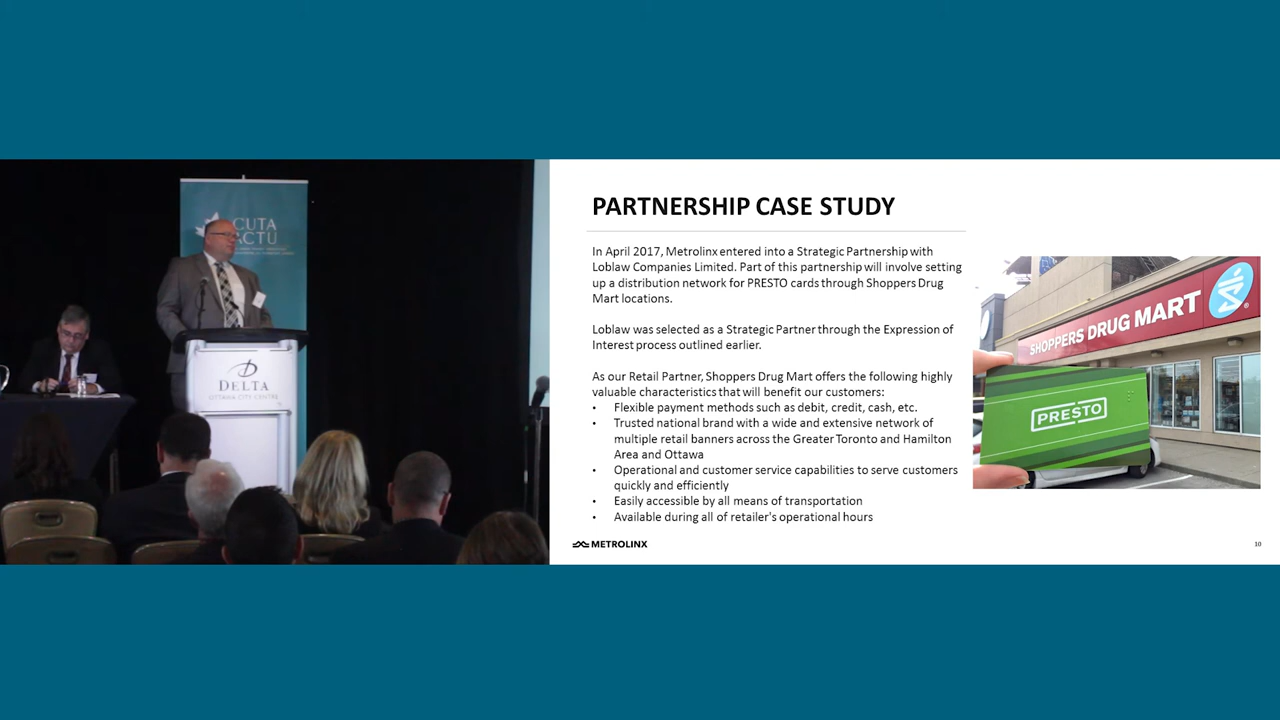 CUTA
ACTU
DELTA
OTTAWA CITY CENTRE
PARTNERSHIP CASE STUDY
In April 2017, Metrolinx entered into a Strategic Partnership with
Loblaw Companies Limited. Part of this partnership will involve setting
up a distribution network for PRESTO cards through Shoppers Drug
Mart locations.
Loblaw was selected as a Strategic Partner through the Expression of
Interest process outlined earlier.
As our Retail Partner, Shoppers Drug Mart offers the following highly
valuable characteristics that will benefit our customers:
• Flexible payment methods such as debit, credit, cash, etc.
• Trusted national brand with a wide and extensive network of
multiple retail banners across the Greater Toronto and Hamilton
Area and Ottawa
• Operational and customer service capabilities to serve customers
quickly and efficiently
• Easily accessible by all means of transportation
• Available during all of retailer's operational hours
SHOPPERS DRUG MART
®
PRESTO
METROLINX
10